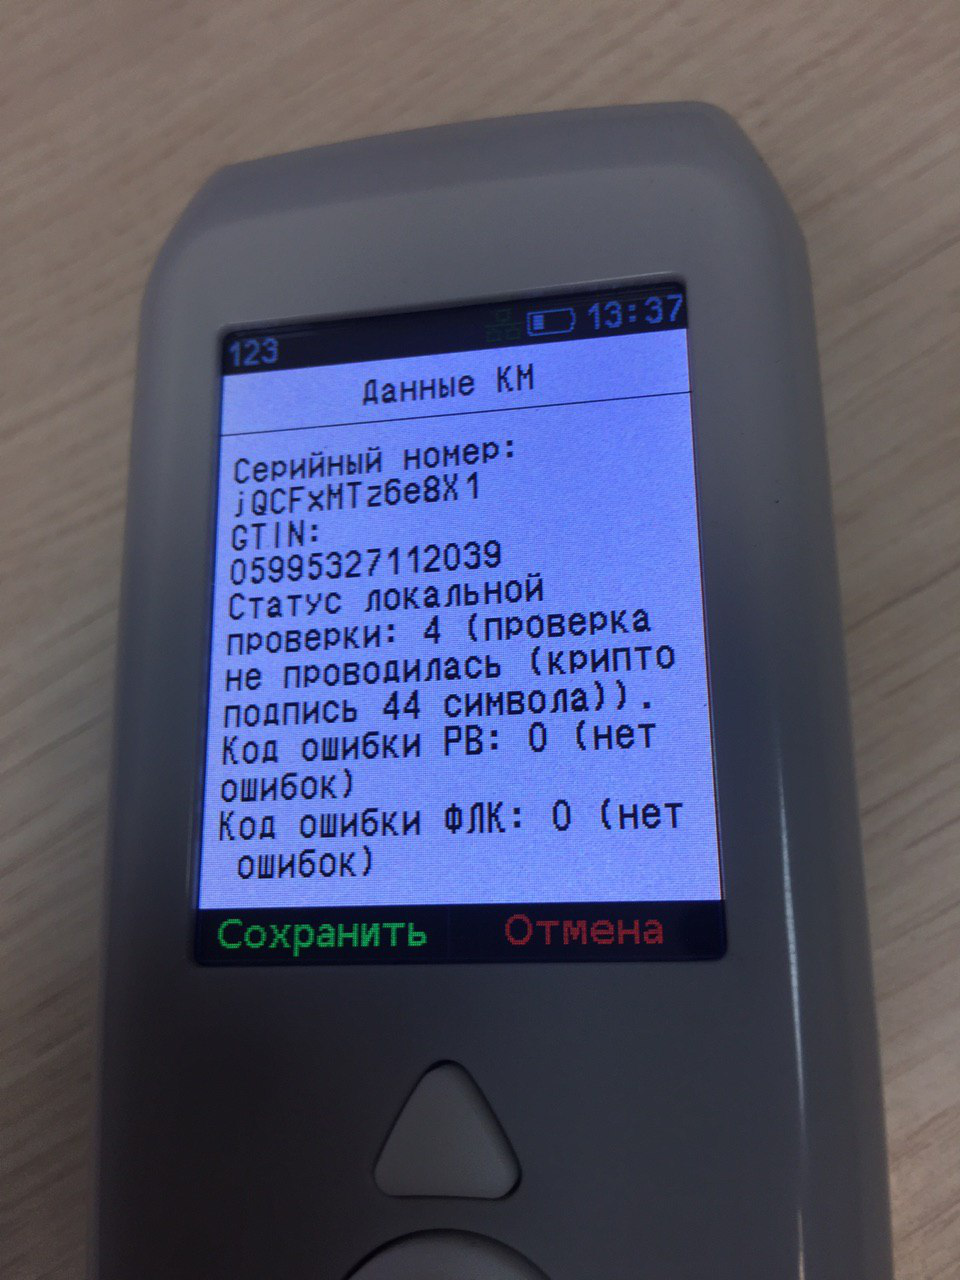 123 13:37
Данные КМ
Серийный номер:
jQCFxMTz6e8X1
GTIN:
05995327112039
Статус локальной
проверки: 4 (проверка
не проводилась (крипто
подпись 44 символа)).
Код ошибки РВ: 0 (нет
ошибок)
Код ошибки ФЛК: 0 (нет
ошибок)
Сохранить Отмена